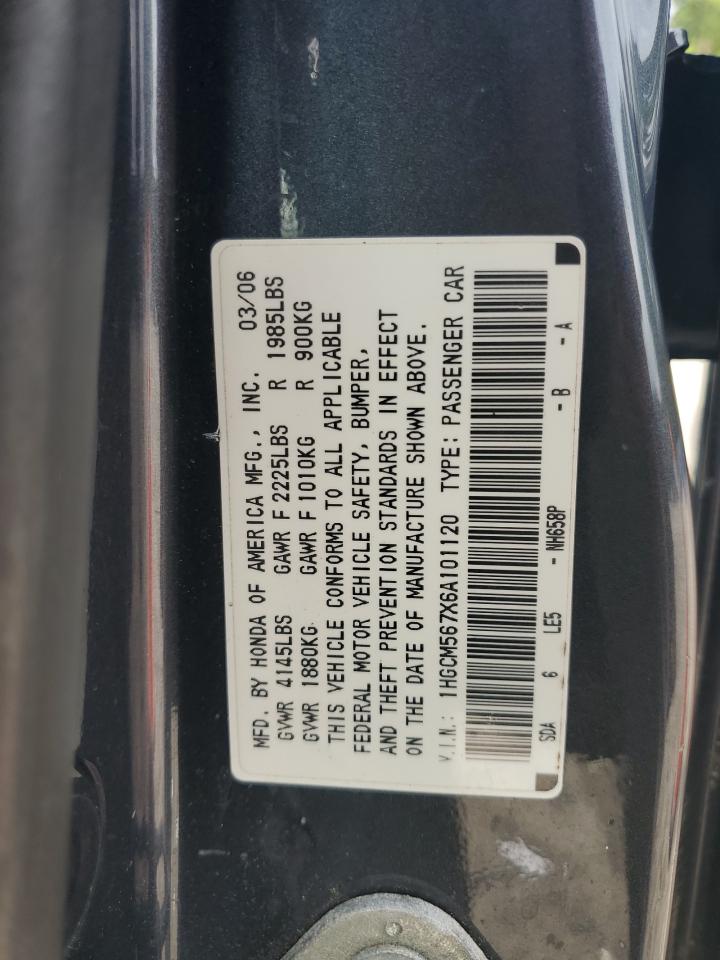 MFD. BY HONDA OF AMERICA MFG., INC. 03/06
GVWR 4145LBS GAWR F 2225LBS R 1985LBS
GVWR 1880KG GAWR F 1010KG R 900KG
THIS VEHICLE CONFORMS TO ALL APPLICABLE
FEDERAL MOTOR VEHICLE SAFETY, BUMPER,
AND THEFT PREVENTION STANDARDS IN EFFECT
ON THE DATE OF MANUFACTURE SHOWN ABOVE.
V.I.N.: 1HGCM567X6A101120 TYPE: PASSENGER CAR
SDA 6 LE5 - NH658P - B - A